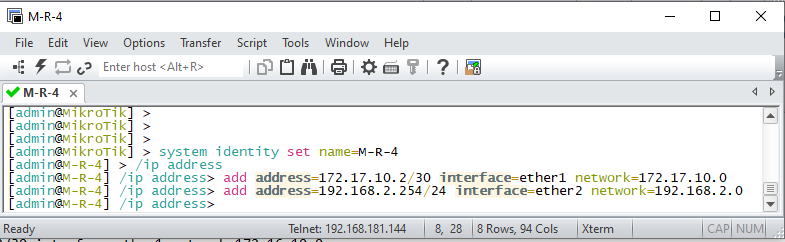 M-R-4
File Edit View Options Transfer Script Tools Window Help
Enter host <Alt+R>
M-R-4
[admin@MikroTik] >
[admin@MikroTik] >
[admin@MikroTik] >
[admin@MikroTik] > system identity set name=M-R-4
[admin@M-R-4] > /ip address
[admin@M-R-4] /ip address> add address=172.17.10.2/30 interface=ether1 network=172.17.10.0
[admin@M-R-4] /ip address> add address=192.168.2.254/24 interface=ether2 network=192.168.2.0
[admin@M-R-4] /ip address>
Ready Telnet: 192.168.181.144 8, 28 8 Rows, 94 Cols Xterm CAP NUM